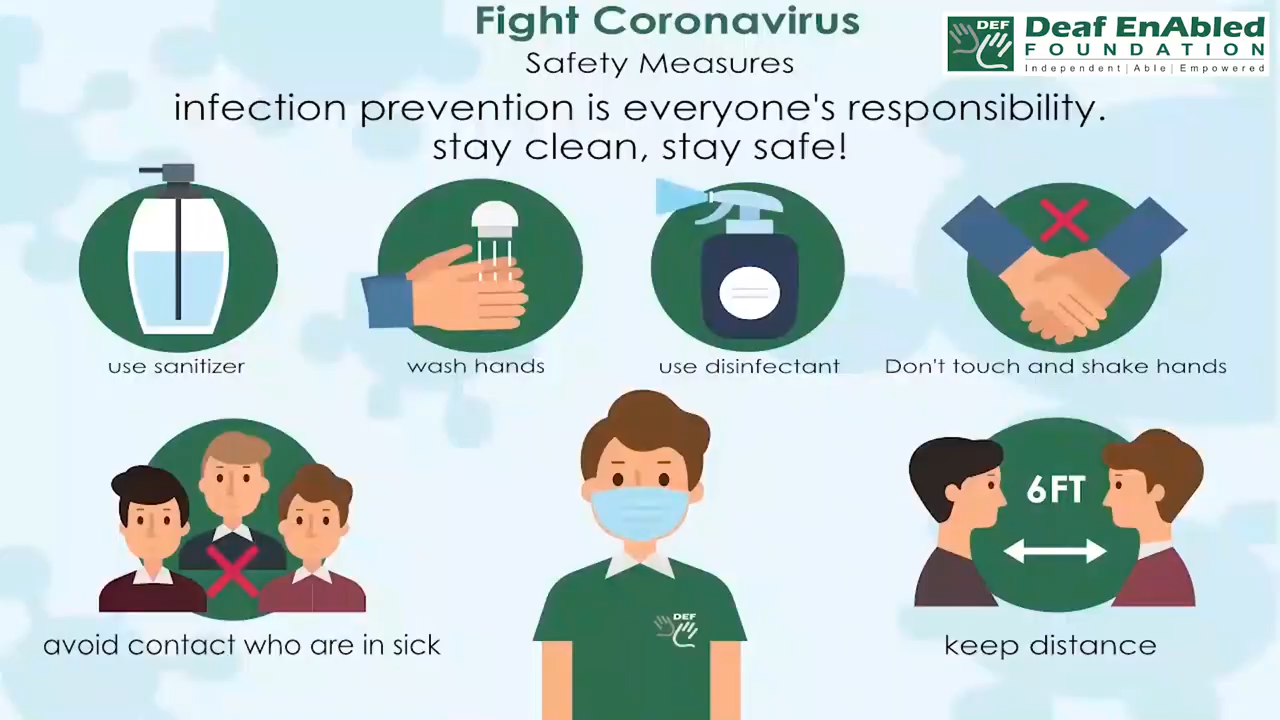 Fight Coronavirus
Safety Measures
DEF
Deaf EnAbled
FOUNDATION
Independent | Able | Empowered
infection prevention is everyone's responsibility.
stay clean, stay safe!
use sanitizer
wash hands
use disinfectant
Don't touch and shake hands
6FT
DEF
avoid contact who are in sick
keep distance